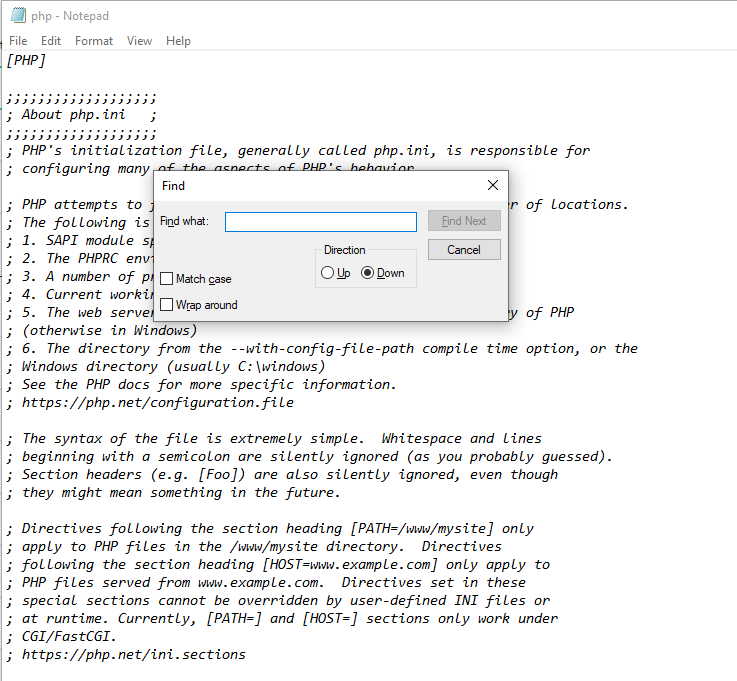 php - Notepad
File Edit Format View Help
[PHP]
;;;;;;;;;;;;;;;;;;;
; About php.ini   ;
;;;;;;;;;;;;;;;;;;;
; PHP's initialization file, generally called php.ini, is responsible for
; configuring many of the aspects of PHP's behavior
; PHP attempts to
r of locations.
; The following is
; 1. SAPI module
; 2. The PHPRC
; 3. A number of
; 4. Current
; 5. The web server
y of PHP
; (otherwise in Windows)
; 6. The directory from the --with-config-file-path compile time option, or the
; Windows directory (usually C:\windows)
; See the PHP docs for more specific information.
; https://php.net/configuration.file
; The syntax of the file is extremely simple.  Whitespace and lines
; beginning with a semicolon are silently ignored (as you probably guessed).
; Section headers (e.g. [Foo]) are also silently ignored, even though
; they might mean something in the future.
; Directives following the section heading [PATH=/www/mysite] only
; apply to PHP files in the /www/mysite directory.  Directives
; following the section heading [HOST=www.example.com] only apply to
; PHP files served from www.example.com.  Directives set in these
; special sections cannot be overridden by user-defined INI files or
; at runtime. Currently, [PATH=] and [HOST=] sections only work under
; CGI/FastCGI.
; https://php.net/ini.sections
Find
Find what:
Find Next
Direction
Cancel
Up Down
Match case
Wrap around